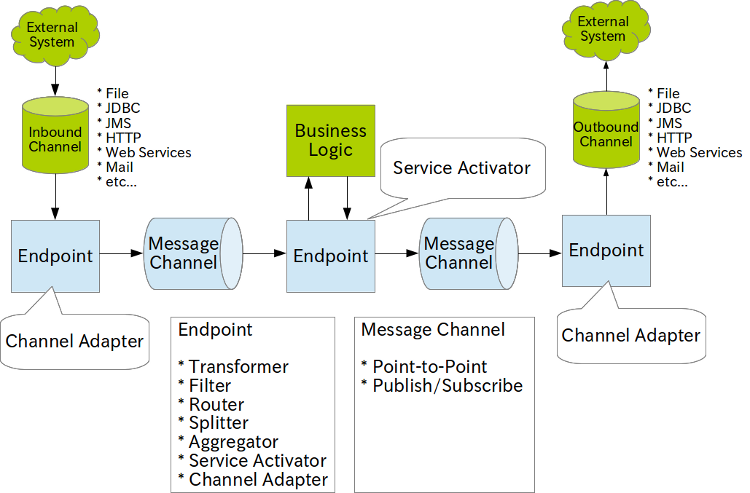 External
System
* File
* JDBC
* JMS
* HTTP
* Web Services
* Mail
* etc...
Inbound
Channel
Business
Logic
Service Activator
External
System
* File
* JDBC
* JMS
* HTTP
* Web Services
* Mail
* etc...
Outbound
Channel
Endpoint
Message
Channel
Endpoint
Message
Channel
Endpoint
Channel Adapter
Channel Adapter
Endpoint
* Transformer
* Filter
* Router
* Splitter
* Aggregator
* Service Activator
* Channel Adapter
Message Channel
* Point-to-Point
* Publish/Subscribe